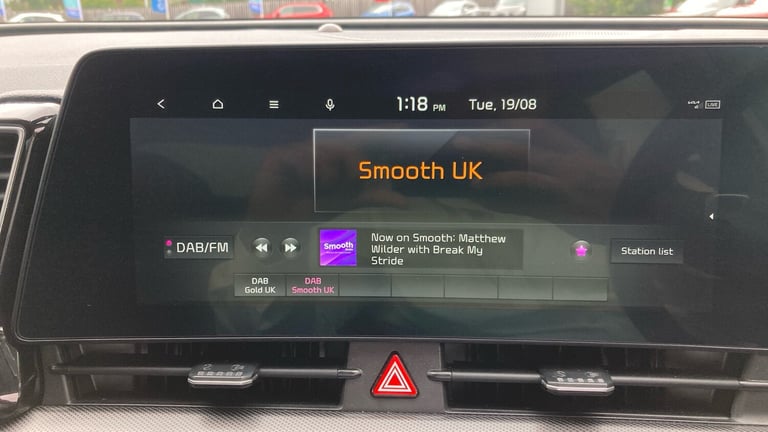 1:18 PM Tue, 19/08
LIVE
Smooth UK
DAB/FM
Smooth
Now on Smooth: Matthew
Wilder with Break My
Stride
Station list
DAB
Gold UK
DAB
Smooth UK